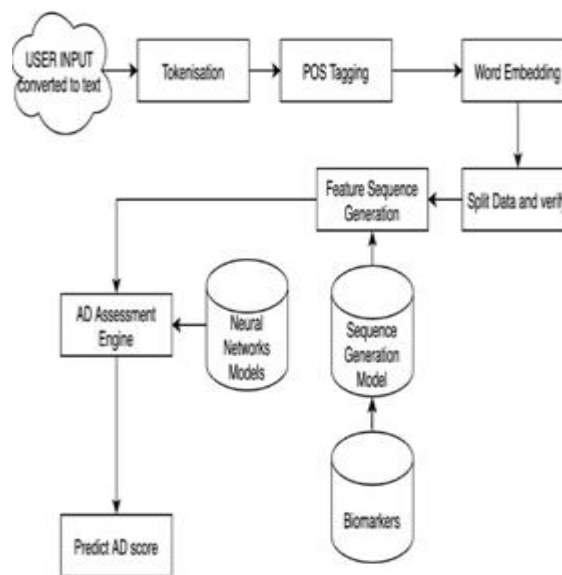 USER INPUT
converted to text
Tokenisation
POS Tagging
Word Embedding
Feature Sequence
Generation
Split Data and verify
AD Assessment
Engine
Neural
Networks
Models
Sequence
Generation
Model
Biomarkers
Predict AD score